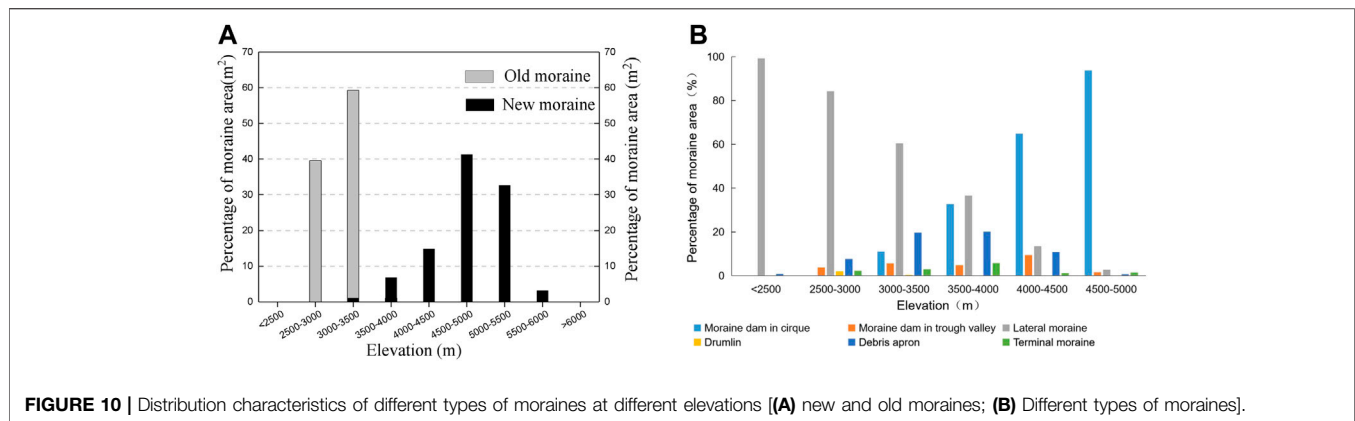 A
Percentage of moraine area(m²)
70
60
50
40
30
20
10
0
Old moraine
New moraine
70
60
50
40
30
20
10
0
Percentage of moraine area (m²)
<2500
2500-3000
3000-3500
3500-4000
4000-4500
4500-5000
5000-5500
5500-6000
>6000
Elevation (m)
B
Percentage of moraine area（%）
100
80
60
40
20
0
<2500 2500-3000 3000-3500 3500-4000 4000-4500 4500-5000
Elevation（m）
Moraine dam in cirque Moraine dam in trough valley Lateral moraine
Drumlin Debris apron Terminal moraine
FIGURE 10 | Distribution characteristics of different types of moraines at different elevations [(A) new and old moraines; (B) Different types of moraines].